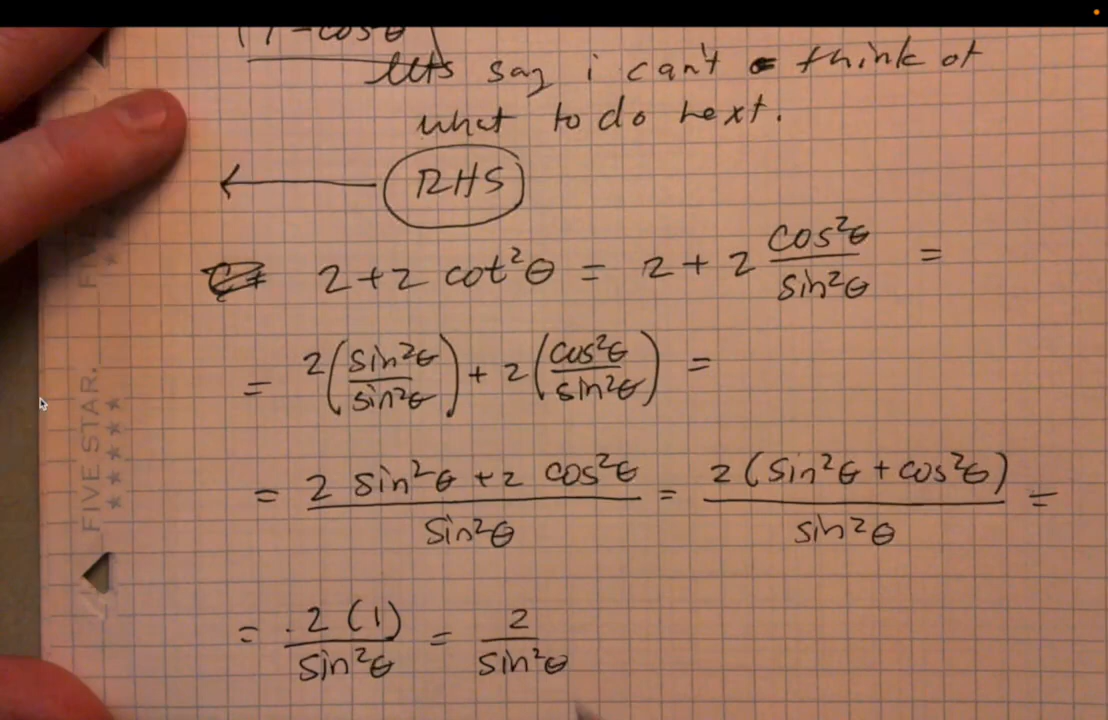 1 - cosθ
lets say i can't think of
what to do next.
RHS
2 + 2 cot²θ = 2 + 2 cos²θ/sin²θ =
= 2(sin²θ/sin²θ) + 2(cos²θ/sin²θ) =
= (2 sin²θ + 2 cos²θ)/sin²θ = 2(sin²θ + cos²θ)/sin²θ =
= 2(1)/sin²θ = 2/sin²θ
FIVE STAR.